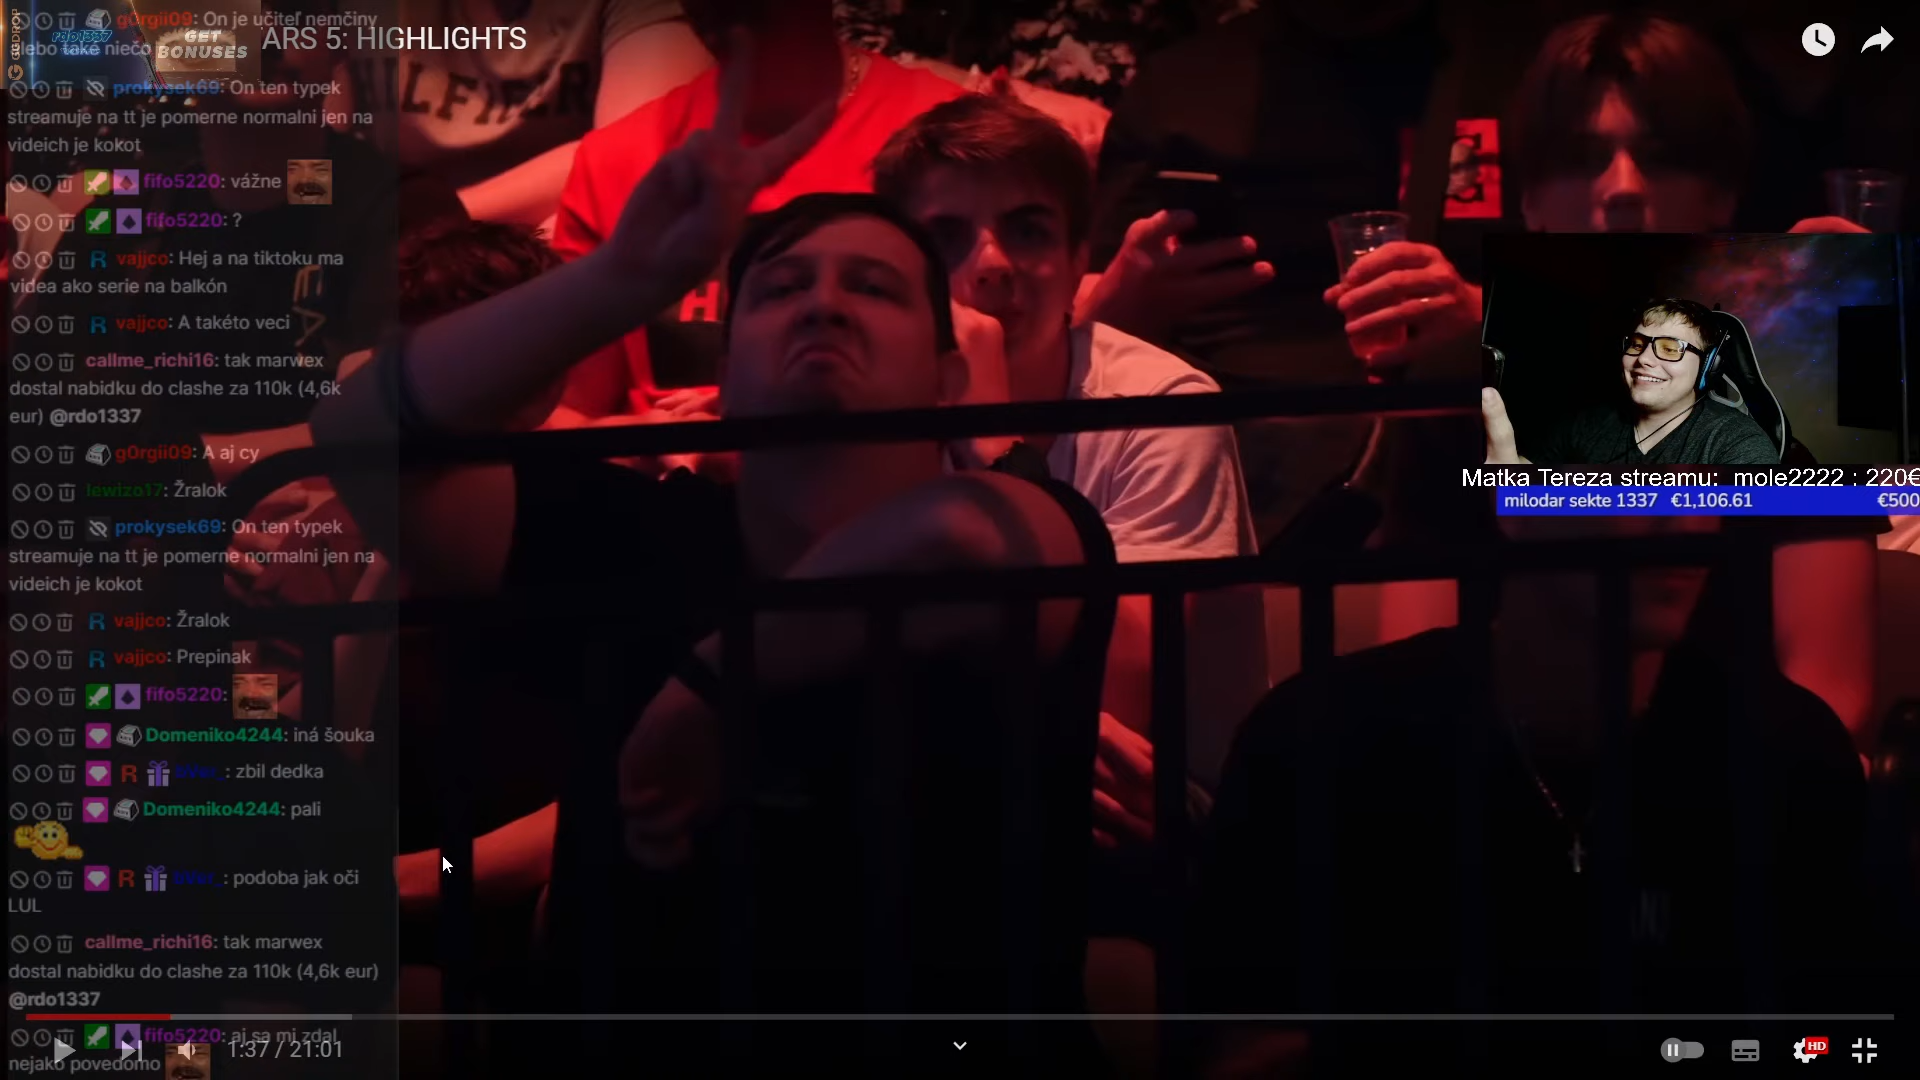 g0rgii09: On je učiteľ nemčiny
alebo také niečo
rdo1337
GET
BONUSES
ARS 5: HIGHLIGHTS
prokysek69: On ten typek
streamuje na tt je pomerne normalni jen na
videich je kokot
fifo5220: vážne
fifo5220: ?
vajjco: Hej a na tiktoku ma
videa ako serie na balkón
vajjco: A takéto veci
callme_richi16: tak marwex
dostal nabidku do clashe za 110k (4,6k
eur) @rdo1337
g0rgii09: A aj cy
lewizo17: Žralok
prokysek69: On ten typek
streamuje na tt je pomerne normalni jen na
videich je kokot
vajjco: Žralok
vajjco: Prepinak
fifo5220:
Domeniko4244: iná šouka
: zbil dedka
Domeniko4244: pali
: podoba jak oči
LUL
callme_richi16: tak marwex
dostal nabidku do clashe za 110k (4,6k eur)
@rdo1337
fifo5220: aj sa mi zdal
nejako povedomo
1:37 / 21:01
Matka Tereza streamu: mole2222 : 220€
milodar sekte 1337 €1,106.61 €500
HD